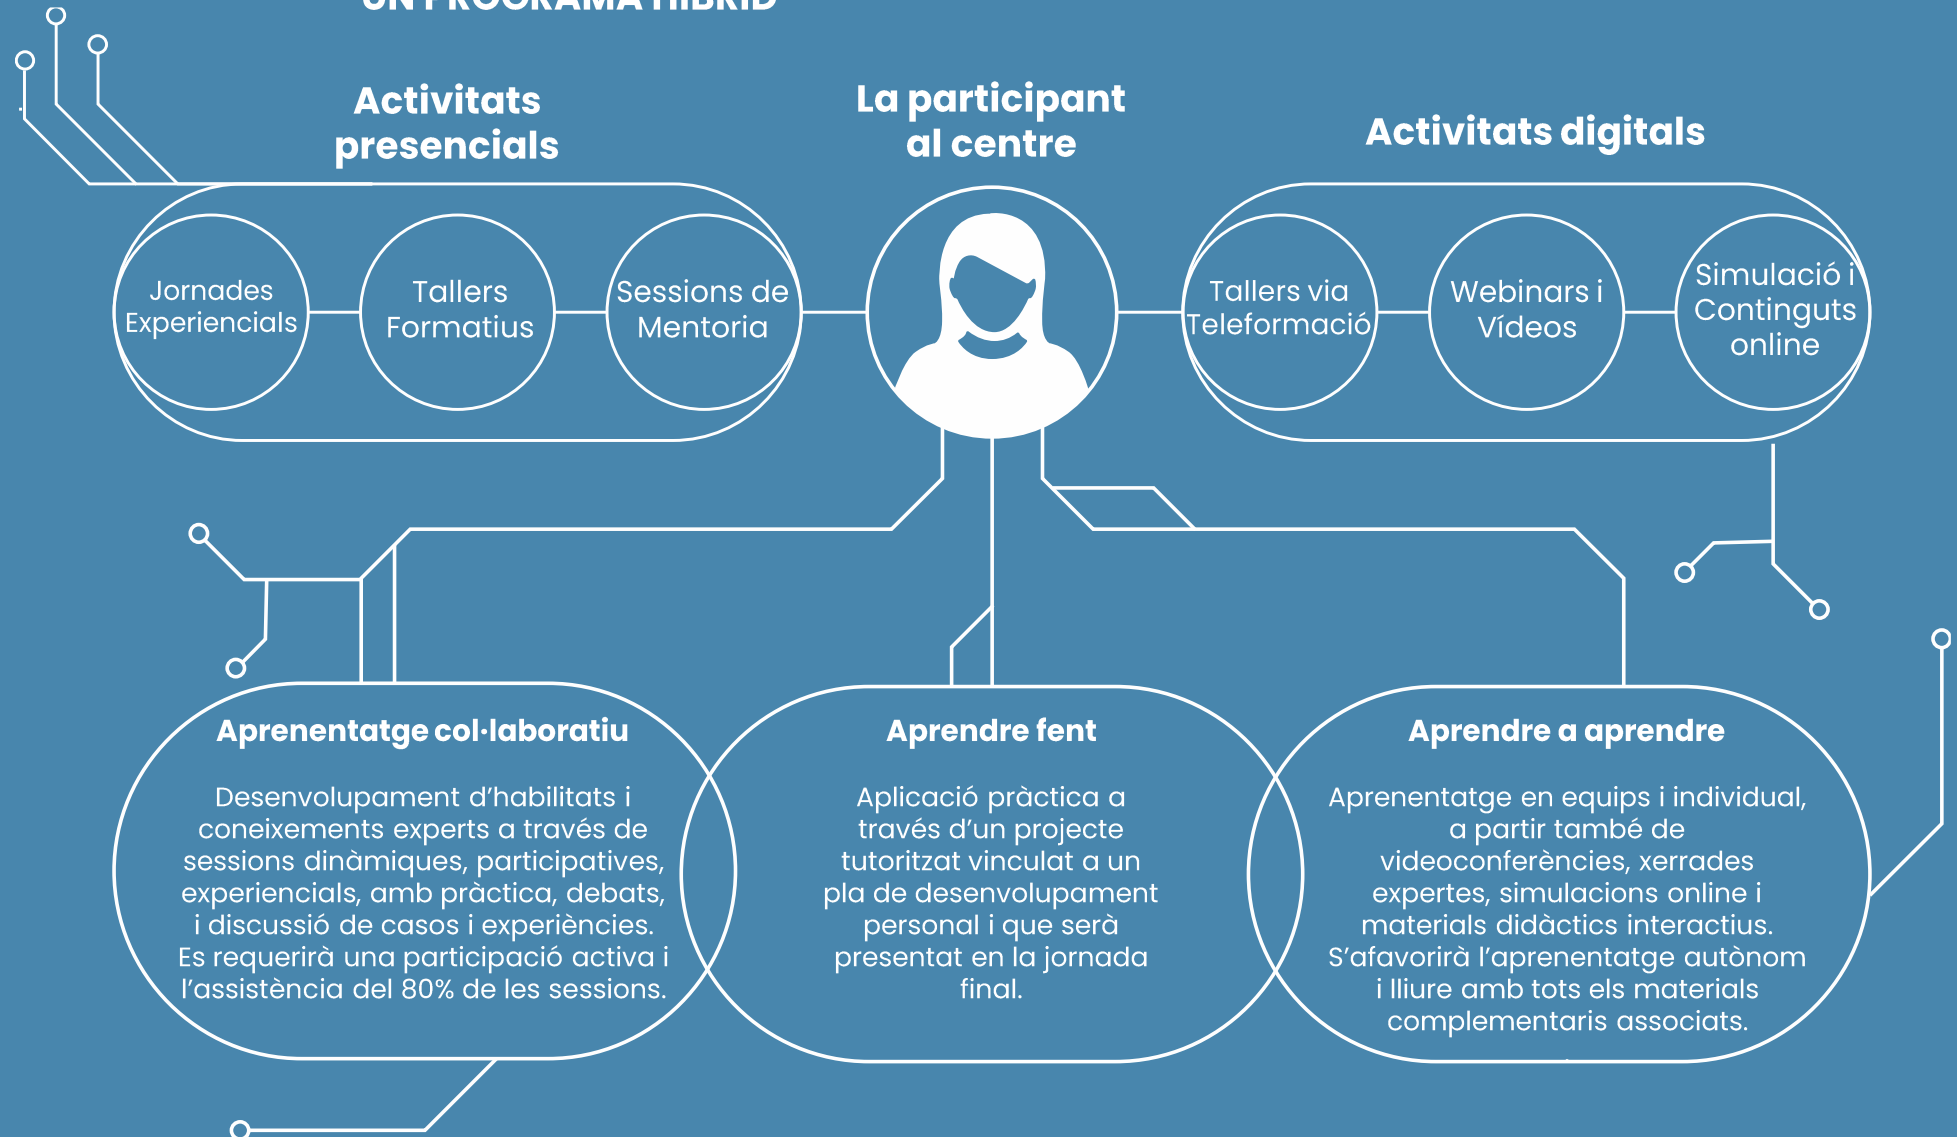 UN PROGRAMA HÍBRID
Activitats
presencials
La participant
al centre
Activitats digitals
Jornades
Experiencials
Tallers
Formatius
Sessions de
Mentoria
Tallers via
Teleformació
Webinars i
Vídeos
Simulació i
Continguts
online
Aprenentatge col·laboratiu
Desenvolupament d’habilitats i
coneixements experts a través de
sessions dinàmiques, participatives,
experiencials, amb pràctica, debats,
i discussió de casos i experiències.
Es requerirà una participació activa i
l’assistència del 80% de les sessions.
Aprendre fent
Aplicació pràctica a
través d’un projecte
tutoritzat vinculat a un
pla de desenvolupament
personal i que serà
presentat en la jornada
final.
Aprendre a aprendre
Aprenentatge en equips i individual,
a partir també de
videoconferències, xerrades
expertes, simulacions online i
materials didàctics interactius.
S’afavorirà l’aprenentatge autònom
i lliure amb tots els materials
complementaris associats.